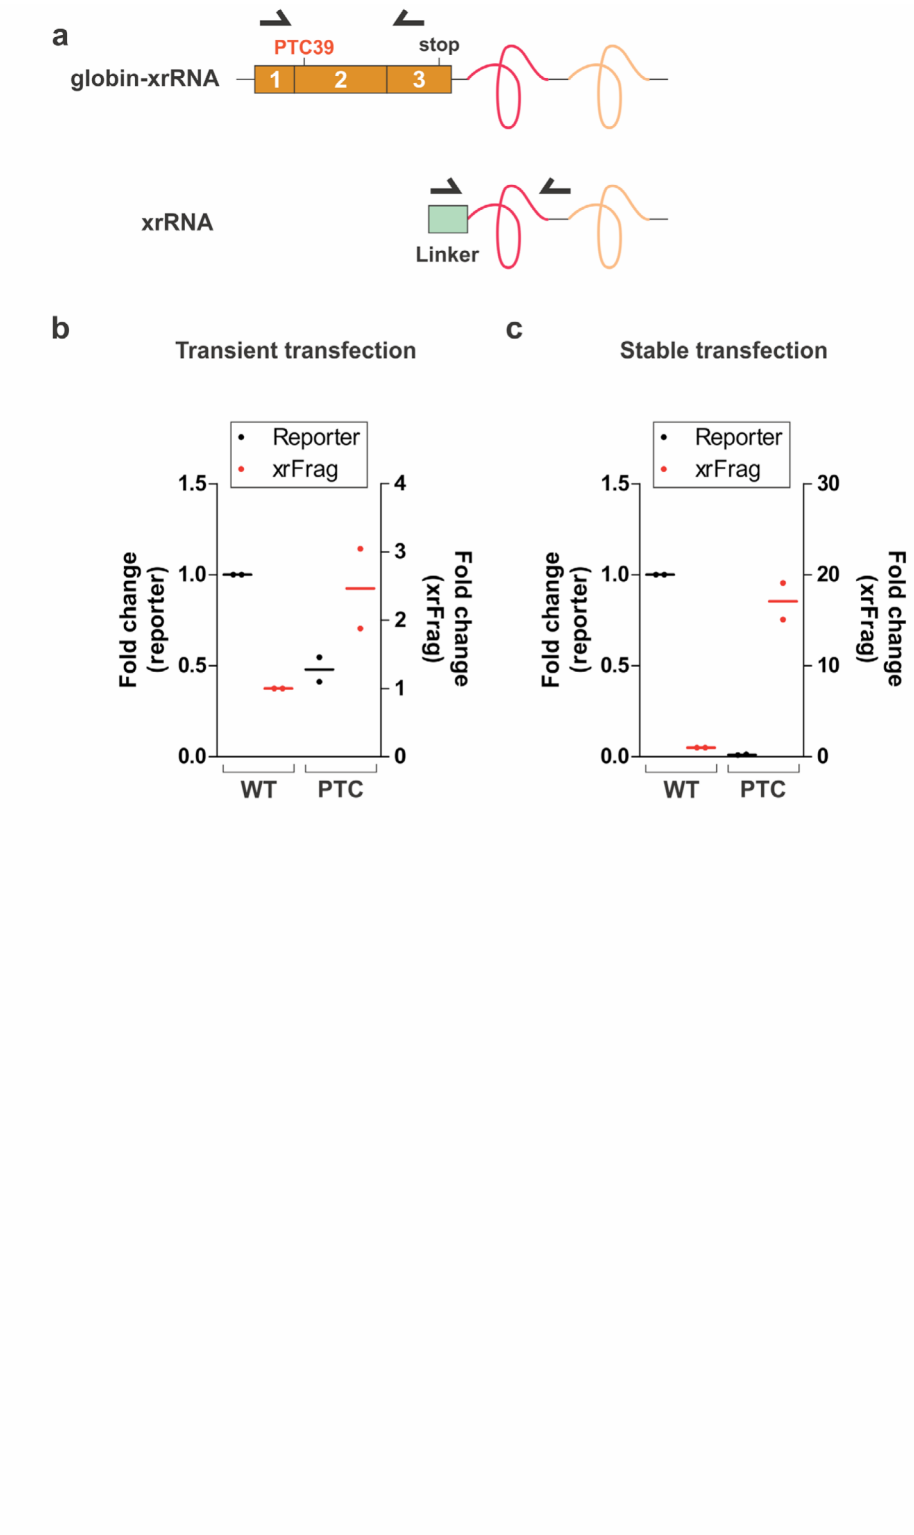 a
PTC39
stop
globin-xrRNA
1 2 3
xrRNA
Linker
b
Transient transfection
Reporter
xrFrag
1.5
1.0
0.5
0.0
Fold change
(reporter)
4
3
2
1
0
Fold change
(xrFrag)
WT PTC
c
Stable transfection
Reporter
xrFrag
1.5
1.0
0.5
0.0
Fold change
(reporter)
30
20
10
0
Fold change
(xrFrag)
WT PTC